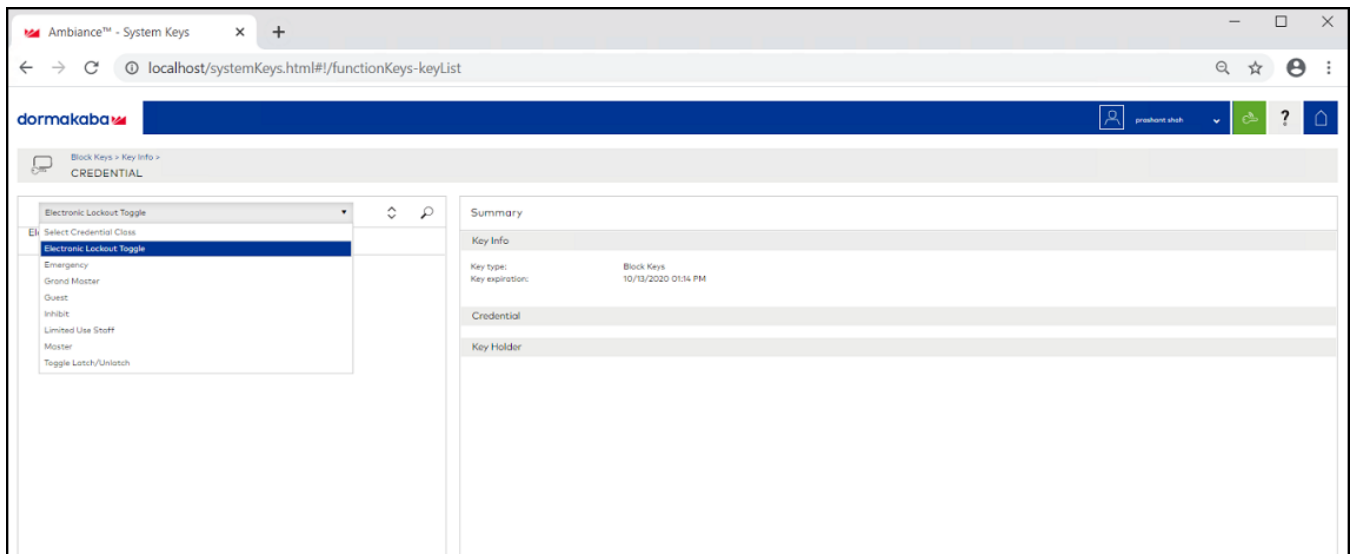 Ambiance™ - System Keys
localhost/systemKeys.html#!/functionKeys-keyList
dormakaba
prashant shah
?
Block Keys > Key Info >
CREDENTIAL
Electronic Lockout Toggle
Summary
Select Credential Class
Key Info
Electronic Lockout Toggle
Emergency
Key type: Block Keys
Grand Master
Key expiration: 10/13/2020 01:14 PM
Guest
Inhibit
Credential
Limited Use Staff
Master
Key Holder
Toggle Latch/Unlatch